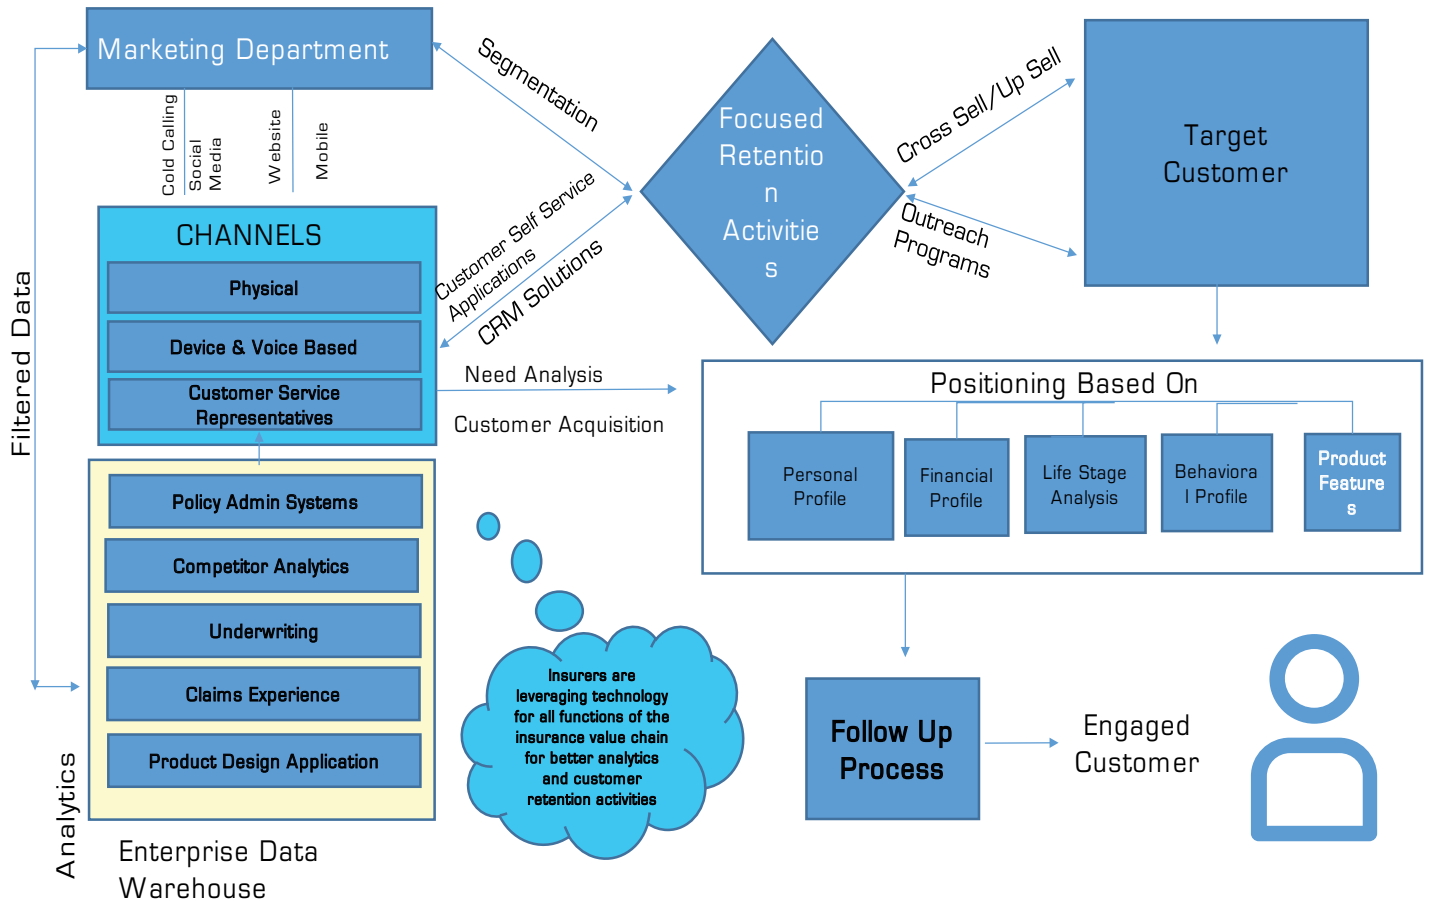 Marketing Department
Segmentation
Cold Calling
Social
Media
Website
Mobile
Focused
Retentio
n
Activitie
s
Cross Sell/Up Sell
Outreach
Programs
Target
Customer
CHANNELS
Physical
Device & Voice Based
Customer Service
Representatives
Customer Self Service
Applications
CRM Solutions
Need Analysis
Customer Acquisition
Filtered Data
Positioning Based On
Personal
Profile
Financial
Profile
Life Stage
Analysis
Behaviora
l Profile
Product
Feature
s
Policy Admin Systems
Competitor Analytics
Underwriting
Claims Experience
Product Design Application
Analytics
Enterprise Data
Warehouse
Insurers are
leveraging technology
for all functions of the
insurance value chain
for better analytics
and customer
retention activities
Follow Up
Process
Engaged
Customer